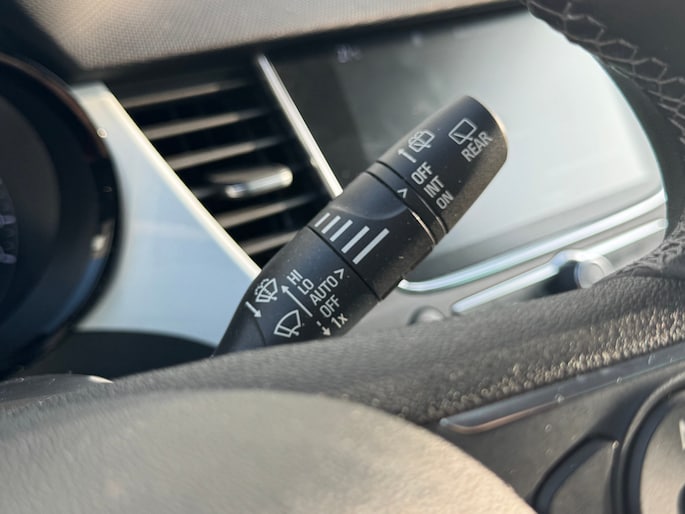 REAR
OFF
INT
ON
HI
LO
AUTO >
OFF
1x